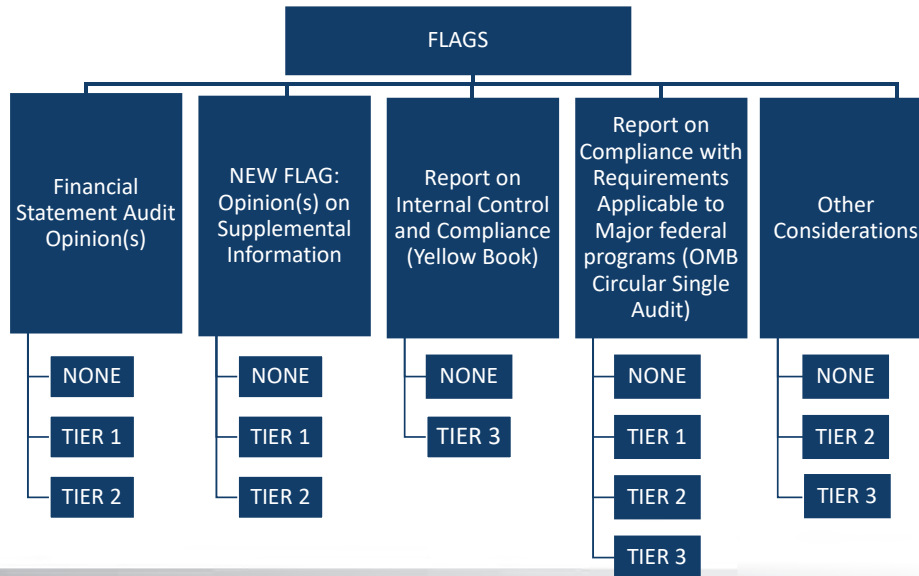 FLAGS
Financial
Statement Audit
Opinion(s)
NONE
TIER 1
TIER 2
NEW FLAG:
Opinion(s) on
Supplemental
Information
NONE
TIER 1
TIER 2
Report on
Internal Control
and Compliance
(Yellow Book)
NONE
TIER 3
Report on
Compliance with
Requirements
Applicable to
Major federal
programs (OMB
Circular Single
Audit)
NONE
TIER 1
TIER 2
TIER 3
Other
Considerations
NONE
TIER 2
TIER 3